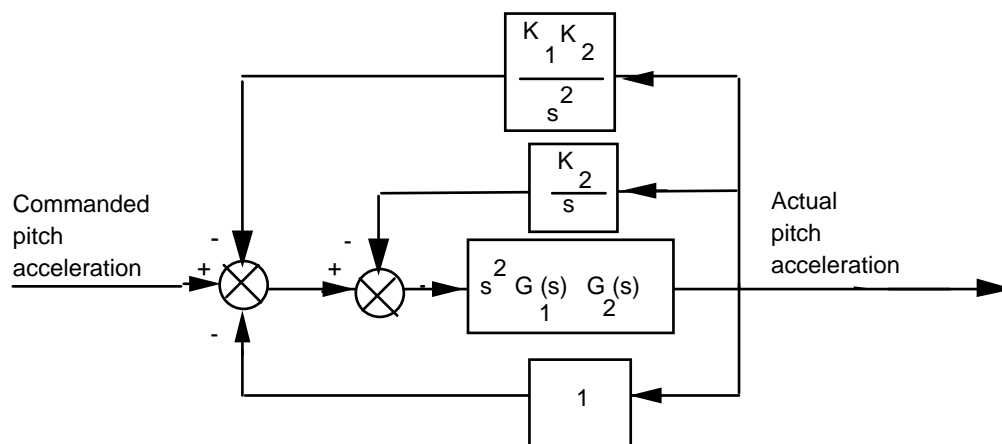 K1K2
s2
K2
s
Commanded
pitch
acceleration
Actual
pitch
acceleration
-
-
+
+
-
s2 G1(s) G2(s)
-
1